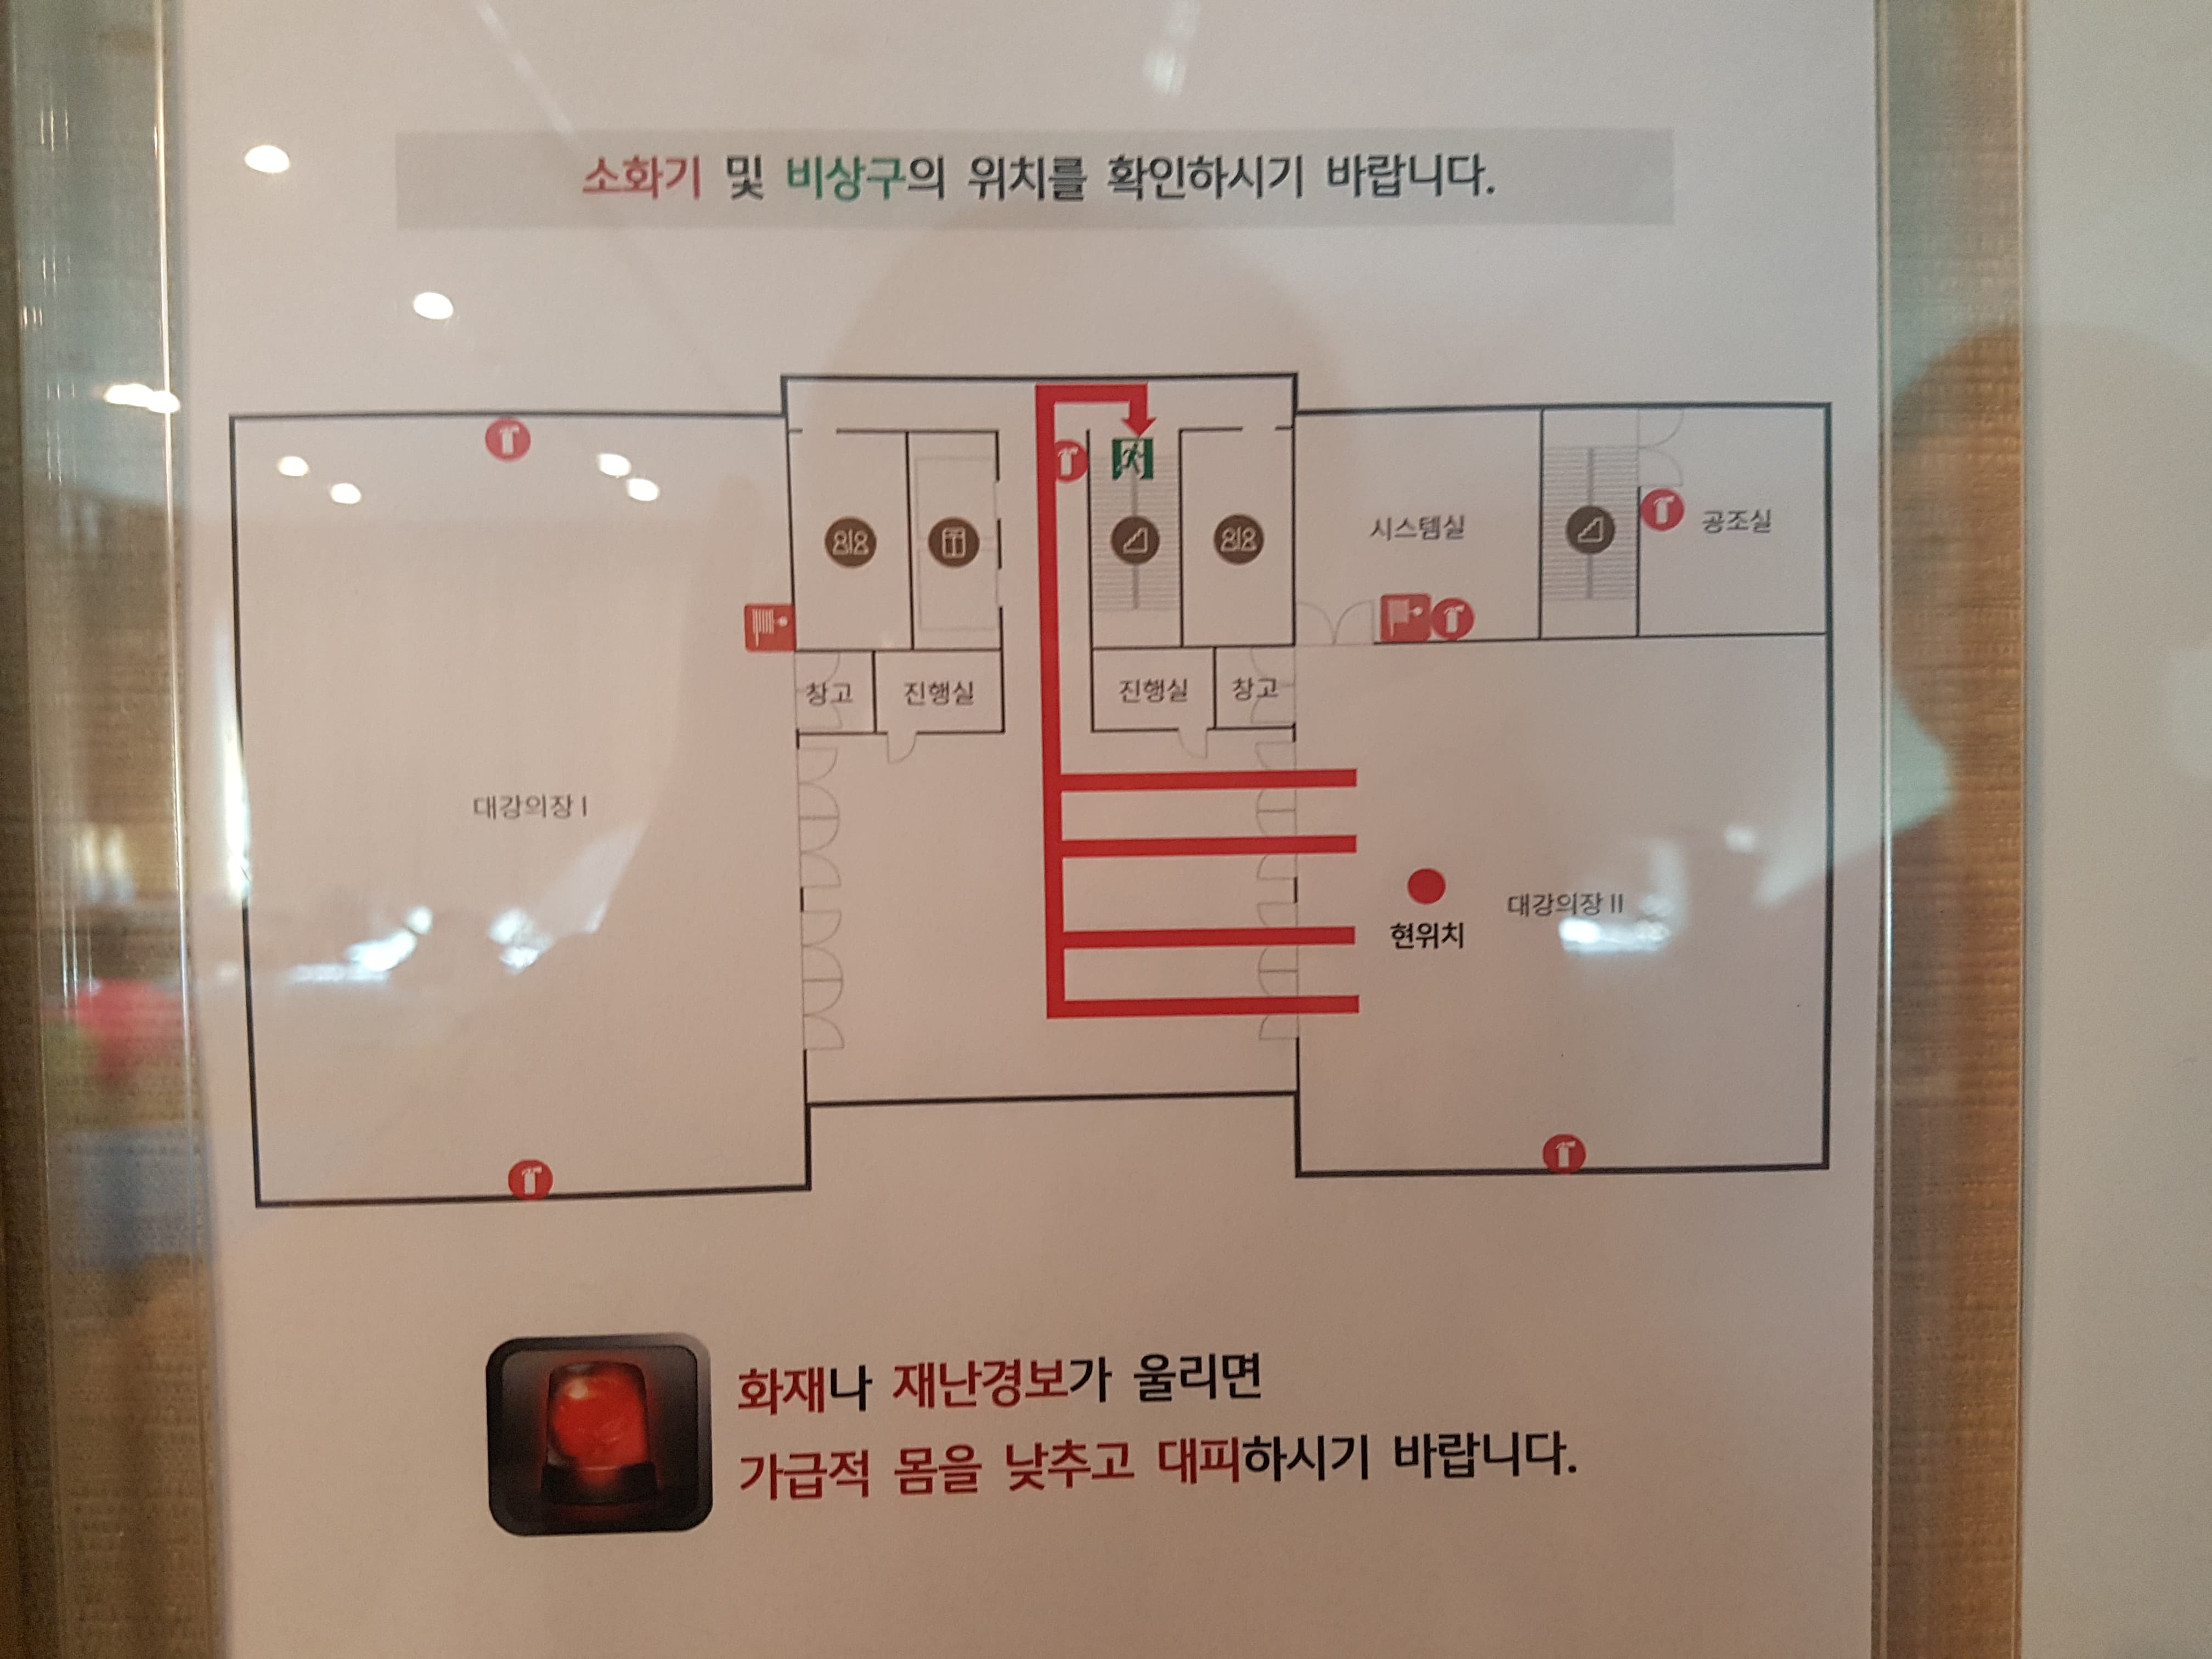 소화기 및 비상구의 위치를 확인하시기 바랍니다.
시스템실
공조실
창고
진행실
진행실
창고
대강의장 I
현위치
대강의장 II
화재나 재난경보가 울리면
가급적 몸을 낮추고 대피하시기 바랍니다.